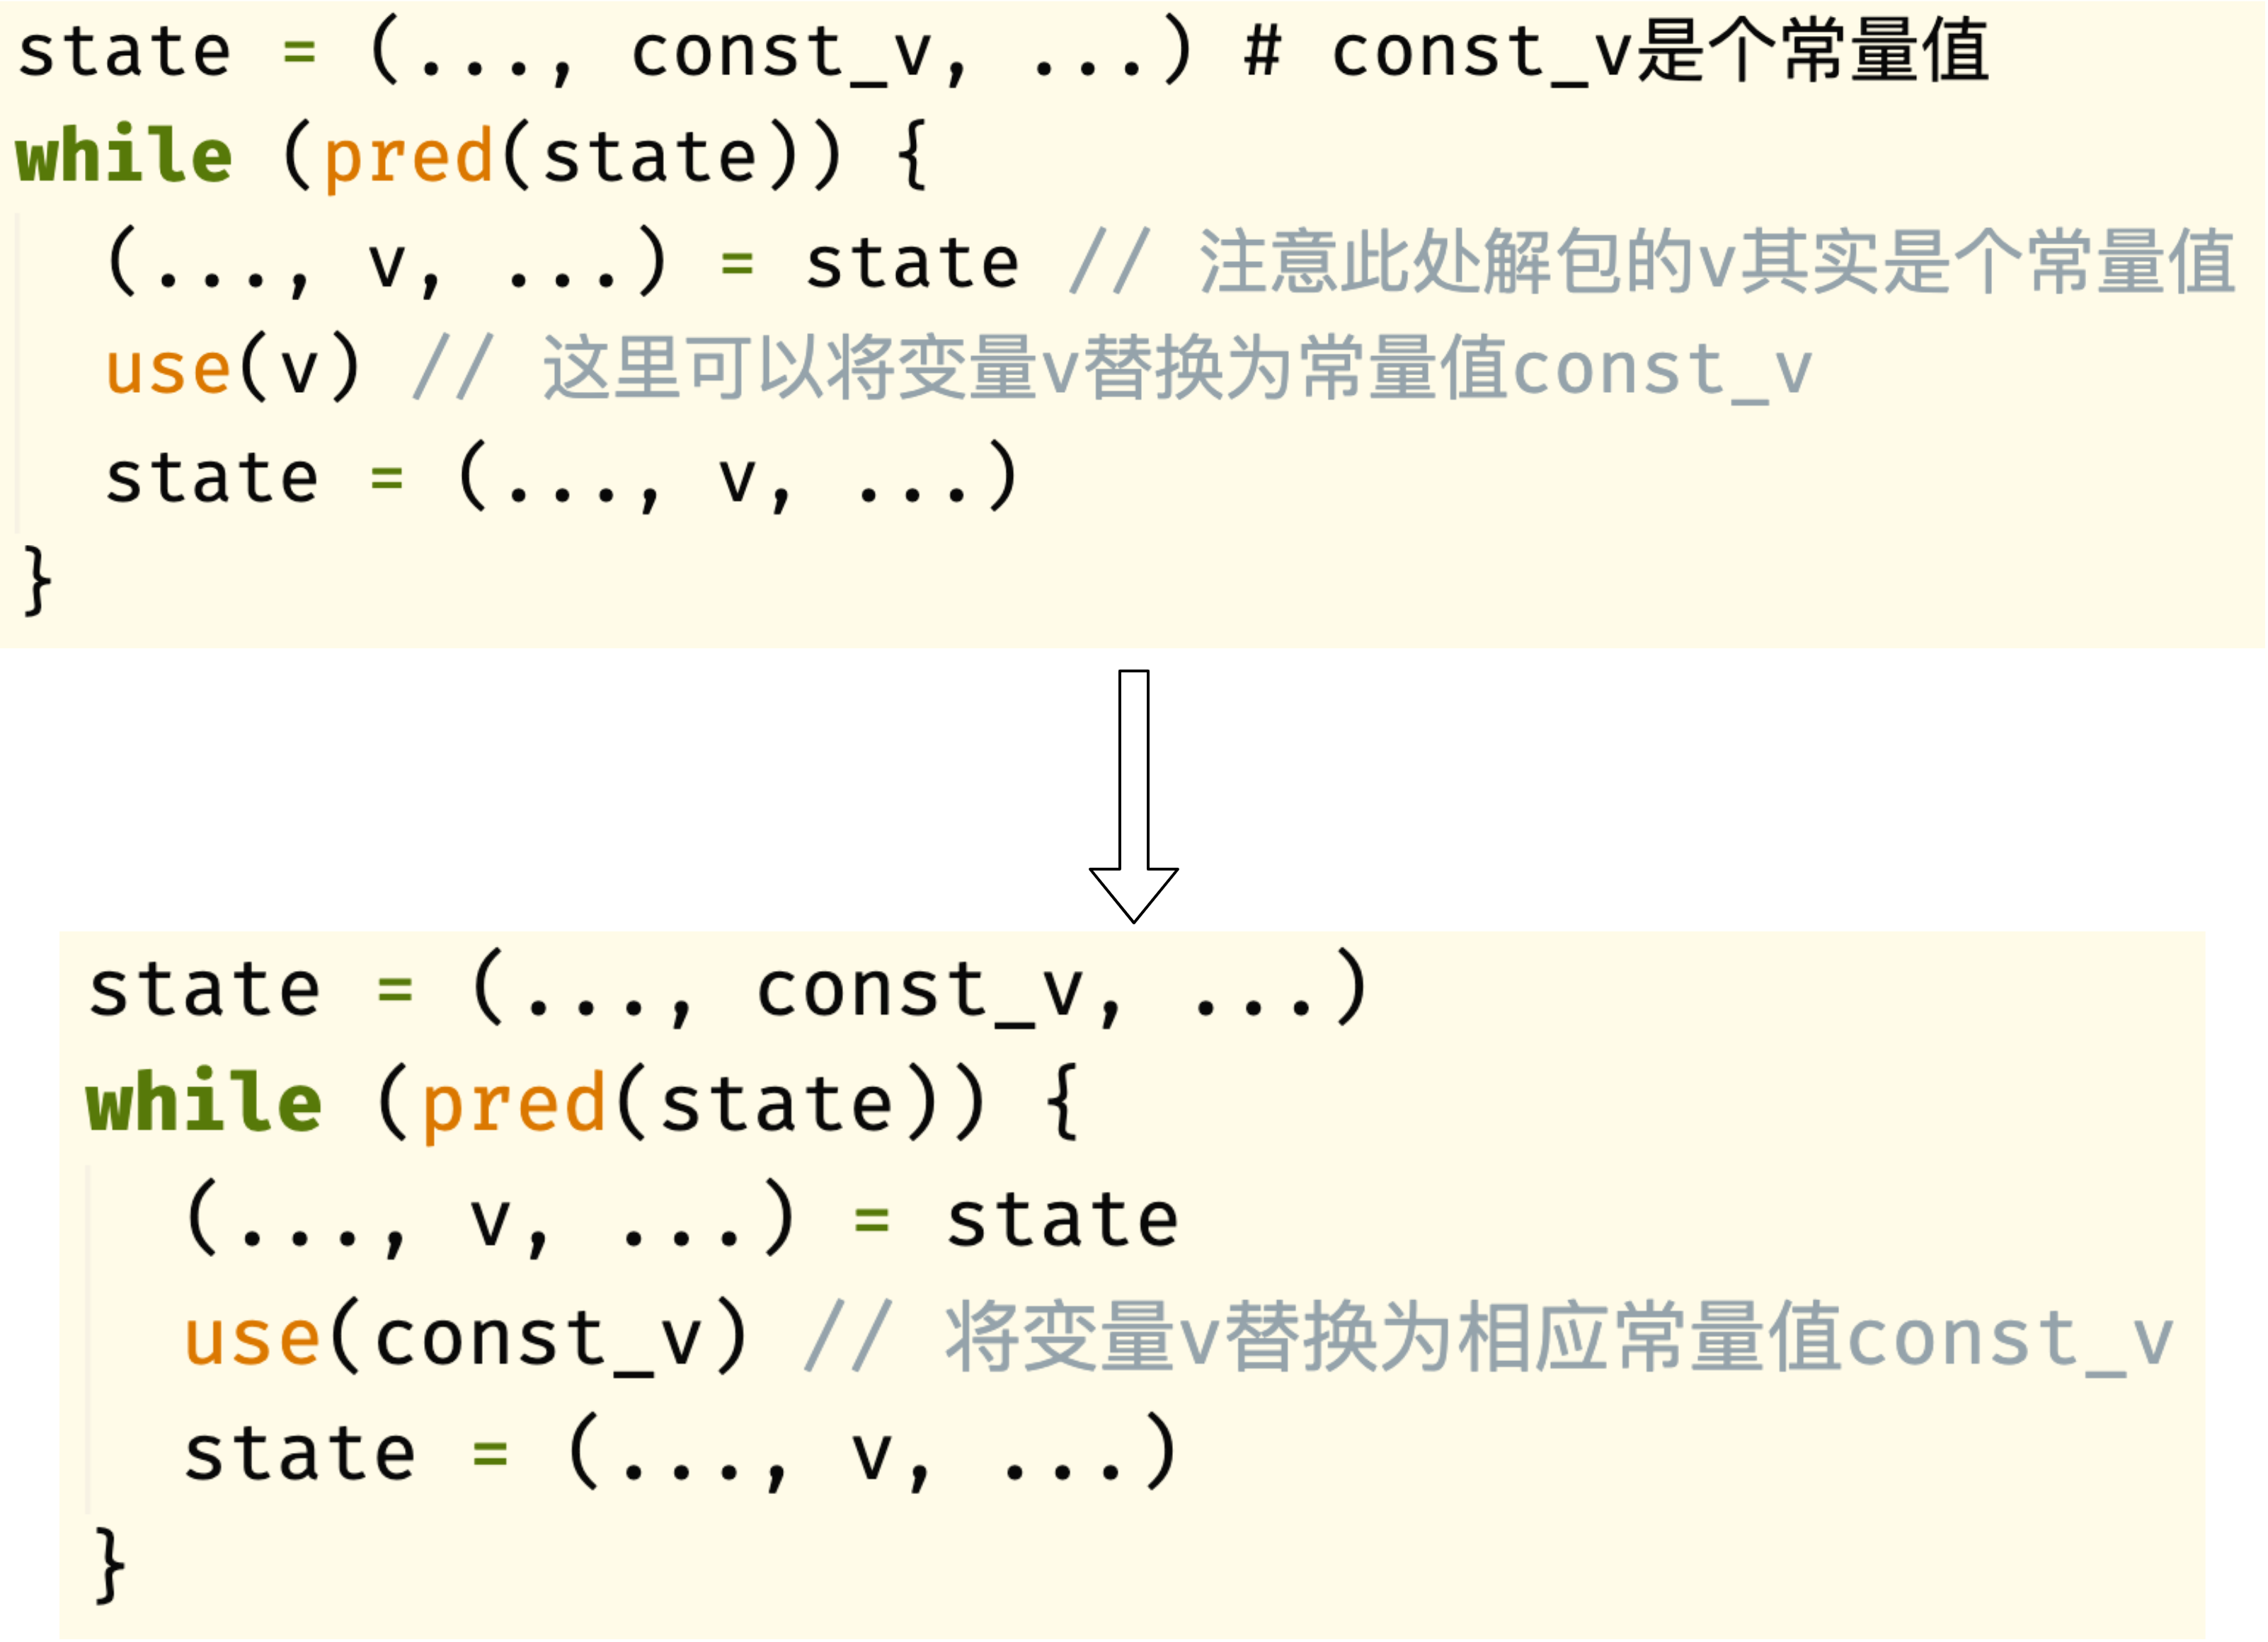 state = (..., const_v, ...) # const_v是个常量值
while (pred(state)) {
(..., v, ...) = state // 注意此处解包的v其实是个常量值
use(v) // 这里可以将变量v替换为常量值const_v
state = (..., v, ...)
}
state = (..., const_v, ...)
while (pred(state)) {
(..., v, ...) = state
use(const_v) // 将变量v替换为相应常量值const_v
state = (..., v, ...)
}